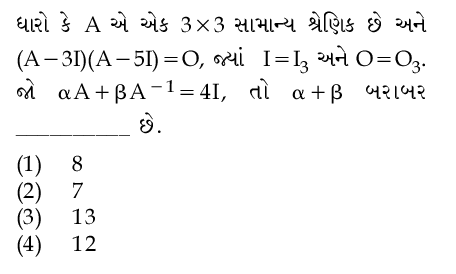 ધારો કે A એ એક 3×3 સામાન્ય શ્રેણિક છે અને
(A−3I)(A−5I)=O, જ્યાં I=I₃ અને O=O₃.
જો αA+βA⁻¹=4I, તો α+β બરાબર
__________ છે.
(1) 8
(2) 7
(3) 13
(4) 12